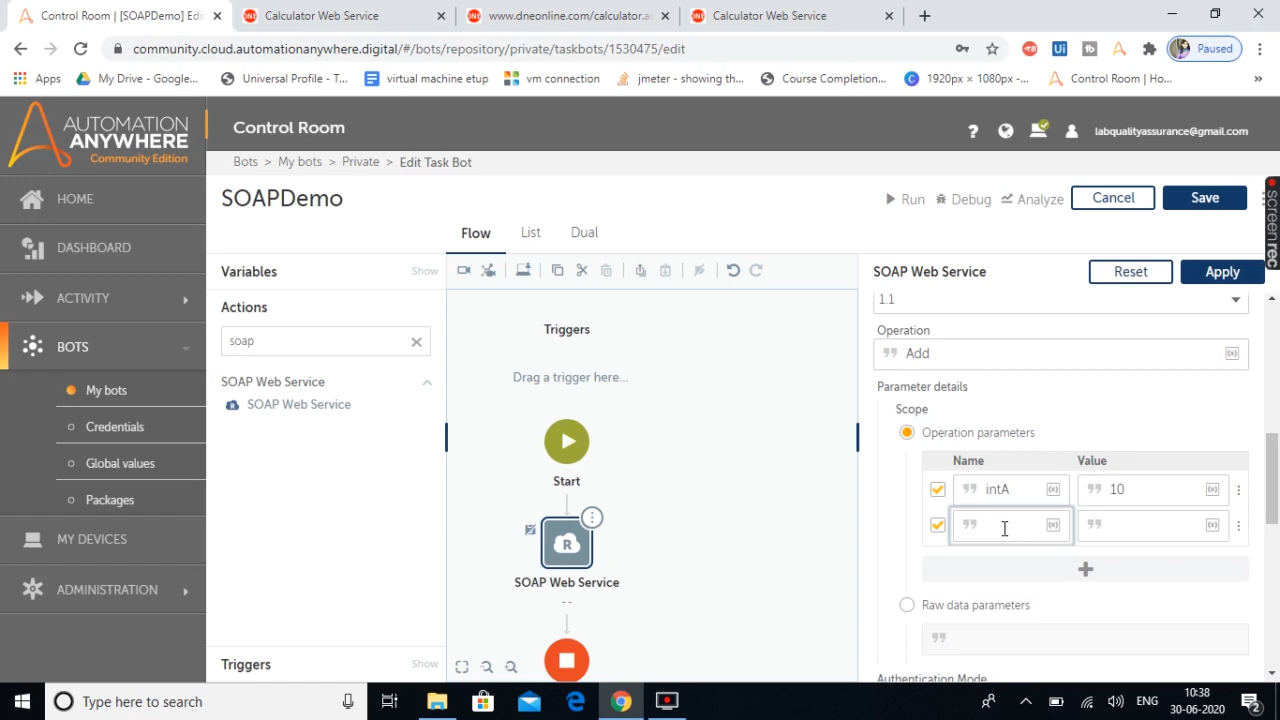 Control Room | [SOAPDemo] Edi
Calculator Web Service
www.dneonline.com/calculator.as
Calculator Web Service
community.cloud.automationanywhere.digital/#/bots/repository/private/taskbots/1530475/edit
Paused
Apps
My Drive - Google...
Universal Profile - T...
virtual machine etup
vm connection
jmeter - showing th...
Course Completion...
1920px × 1080px -...
Control Room | Ho...
AUTOMATION
ANYWHERE
Community Edition
Control Room
labqualityassurance@gmail.com
Bots > My bots > Private > Edit Task Bot
SOAPDemo
Run
Debug
Analyze
Cancel
Save
Flow
List
Dual
HOME
DASHBOARD
ACTIVITY
BOTS
My bots
Credentials
Global values
Packages
MY DEVICES
ADMINISTRATION
Variables
Show
Actions
soap
SOAP Web Service
SOAP Web Service
Triggers
Show
Triggers
Drag a trigger here...
Start
SOAP Web Service
--
SOAP Web Service
Reset
Apply
1.1
Operation
Add
Parameter details
Scope
Operation parameters
Name
Value
intA
10
Raw data parameters
Authentication Mode
screenrec
Type here to search
ENG
10:38
30-06-2020
2